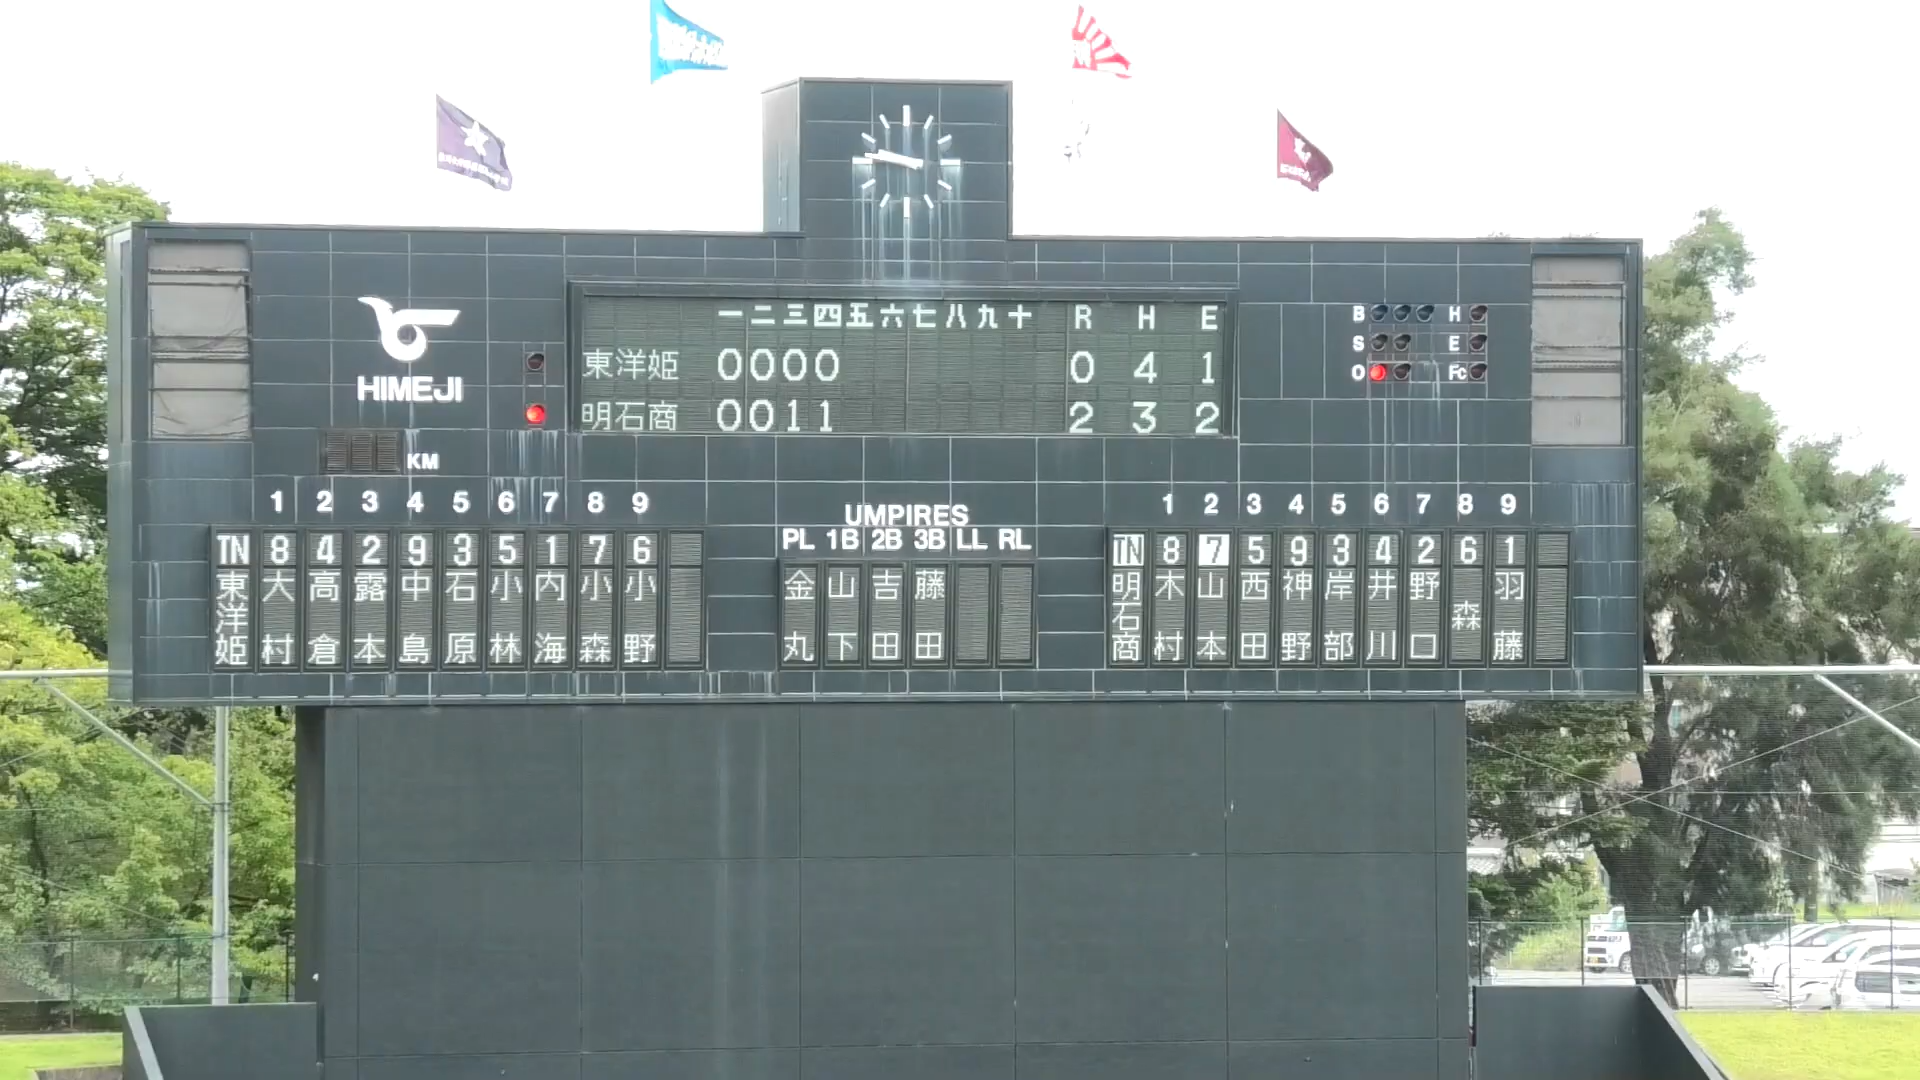 HIMEJI
KM
一二三四五六七八九十 R H E
東洋姫 0000 0 4 1
明石商 0011 2 3 2
B H
S E
O Fc
1 2 3 4 5 6 7 8 9
TN 8 4 2 9 3 5 1 7 6
東洋姫 大村 高倉 露本 中島 石原 小林 内海 小森 小野
UMPIRES
PL 1B 2B 3B LL RL
金丸 山下 吉田 藤田
1 2 3 4 5 6 7 8 9
TN 8 7 5 9 3 4 2 6 1
明石商 木村 山本 西田 神野 岸部 井川 野口 森 羽藤